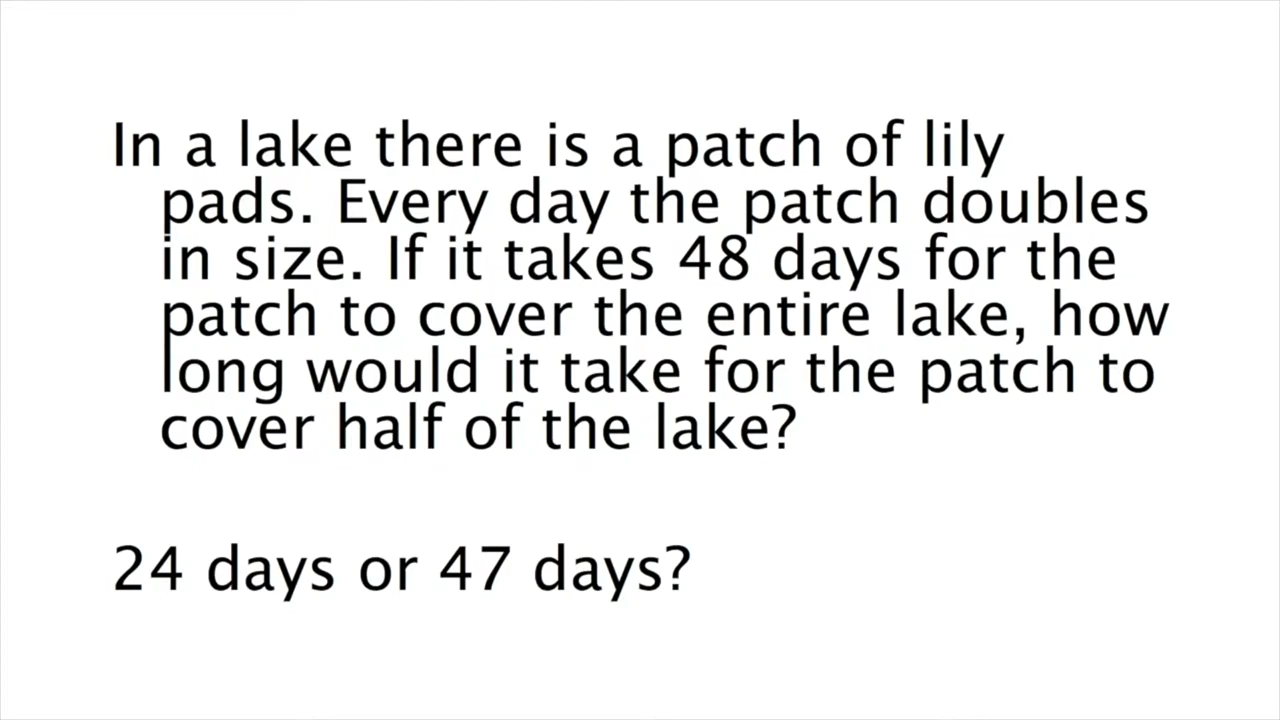 In a lake there is a patch of lily
pads. Every day the patch doubles
in size. If it takes 48 days for the
patch to cover the entire lake, how
long would it take for the patch to
cover half of the lake?
24 days or 47 days?